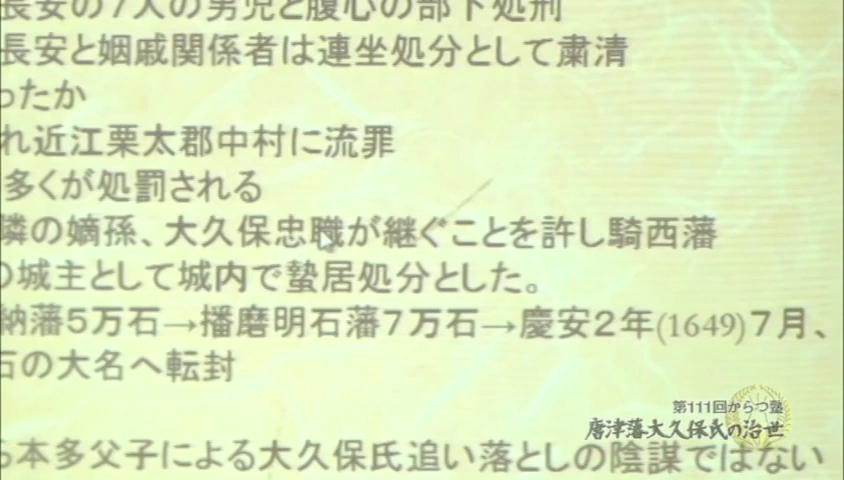 長安の7人の男児と腹心の部下処刑
長安と姻戚関係者は連坐処分として粛清
ったか
れ近江栗太郡中村に流罪
多くが処罰される
隣の嫡孫、大久保忠職が継ぐことを許し騎西藩
の城主として城内で蟄居処分とした。
納藩5万石→播磨明石藩7万石→慶安2年(1649)7月、
石の大名へ転封
第111回からつ塾
唐津藩大久保氏の治世
ら本多父子による大久保氏追い落としの陰謀ではない